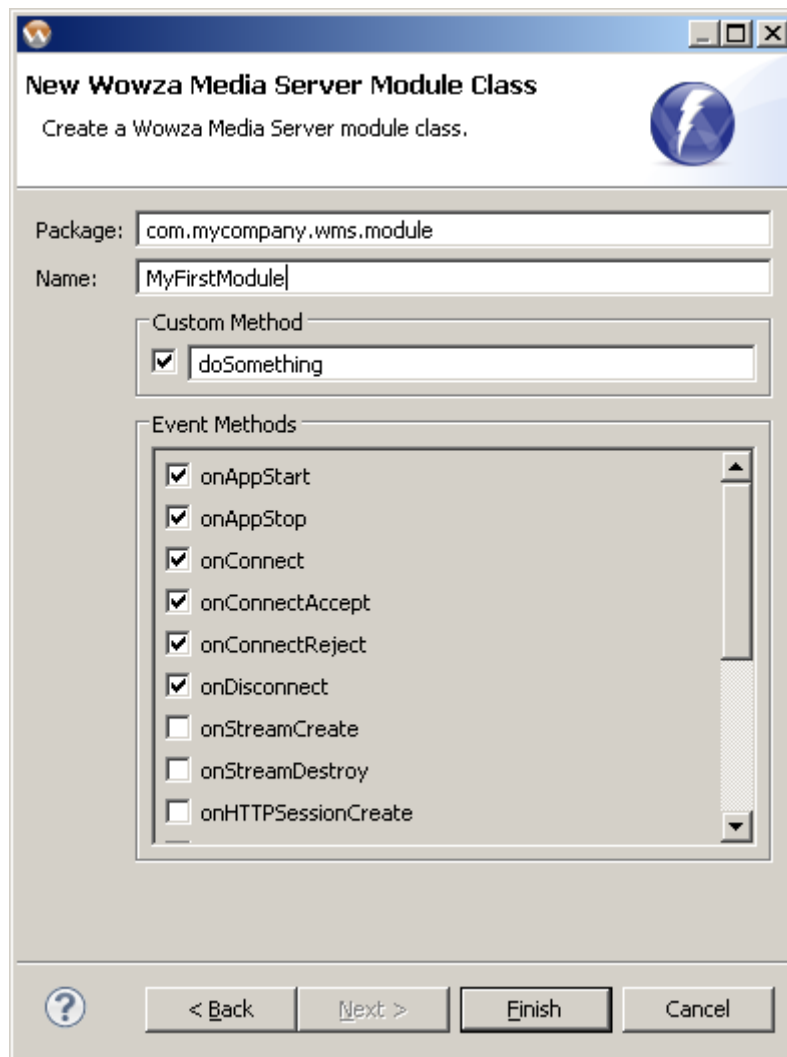 New Wowza Media Server Module Class
Create a Wowza Media Server module class.
Package: com.mycompany.wms.module
Name: MyFirstModule
Custom Method
doSomething
Event Methods
onAppStart
onAppStop
onConnect
onConnectAccept
onConnectReject
onDisconnect
onStreamCreate
onStreamDestroy
onHTTPSessionCreate
? < Back Next > Finish Cancel